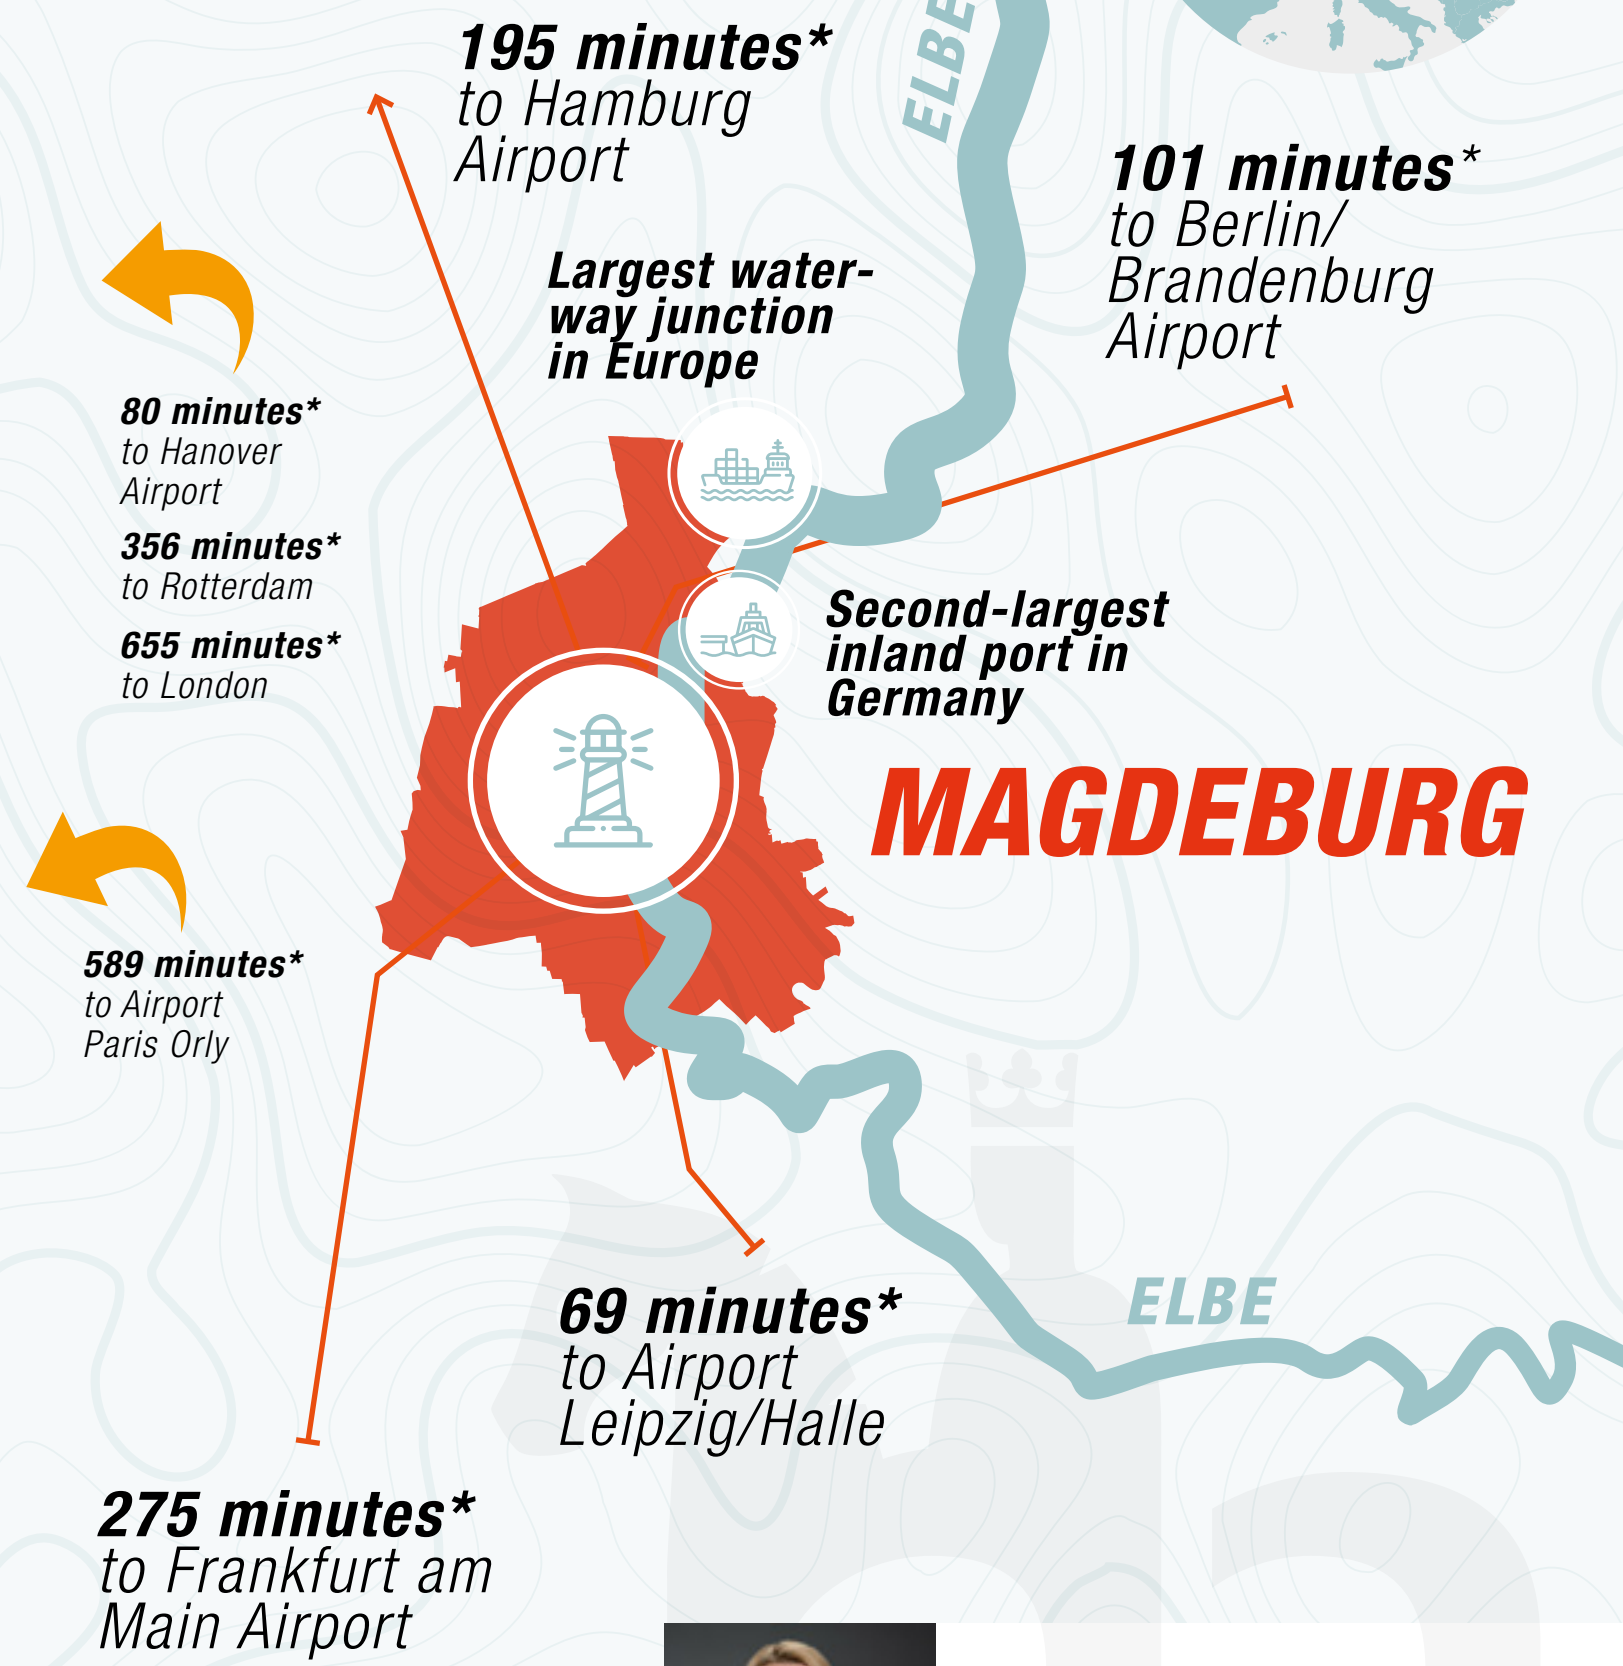 195 minutes*
to Hamburg
Airport
ELBE
101 minutes*
to Berlin/
Brandenburg
Airport
Largest water-
way junction
in Europe
80 minutes*
to Hanover
Airport
356 minutes*
to Rotterdam
655 minutes*
to London
Second-largest
inland port in
Germany
MAGDEBURG
589 minutes*
to Airport
Paris Orly
69 minutes*
to Airport
Leipzig/Halle
ELBE
275 minutes*
to Frankfurt am
Main Airport